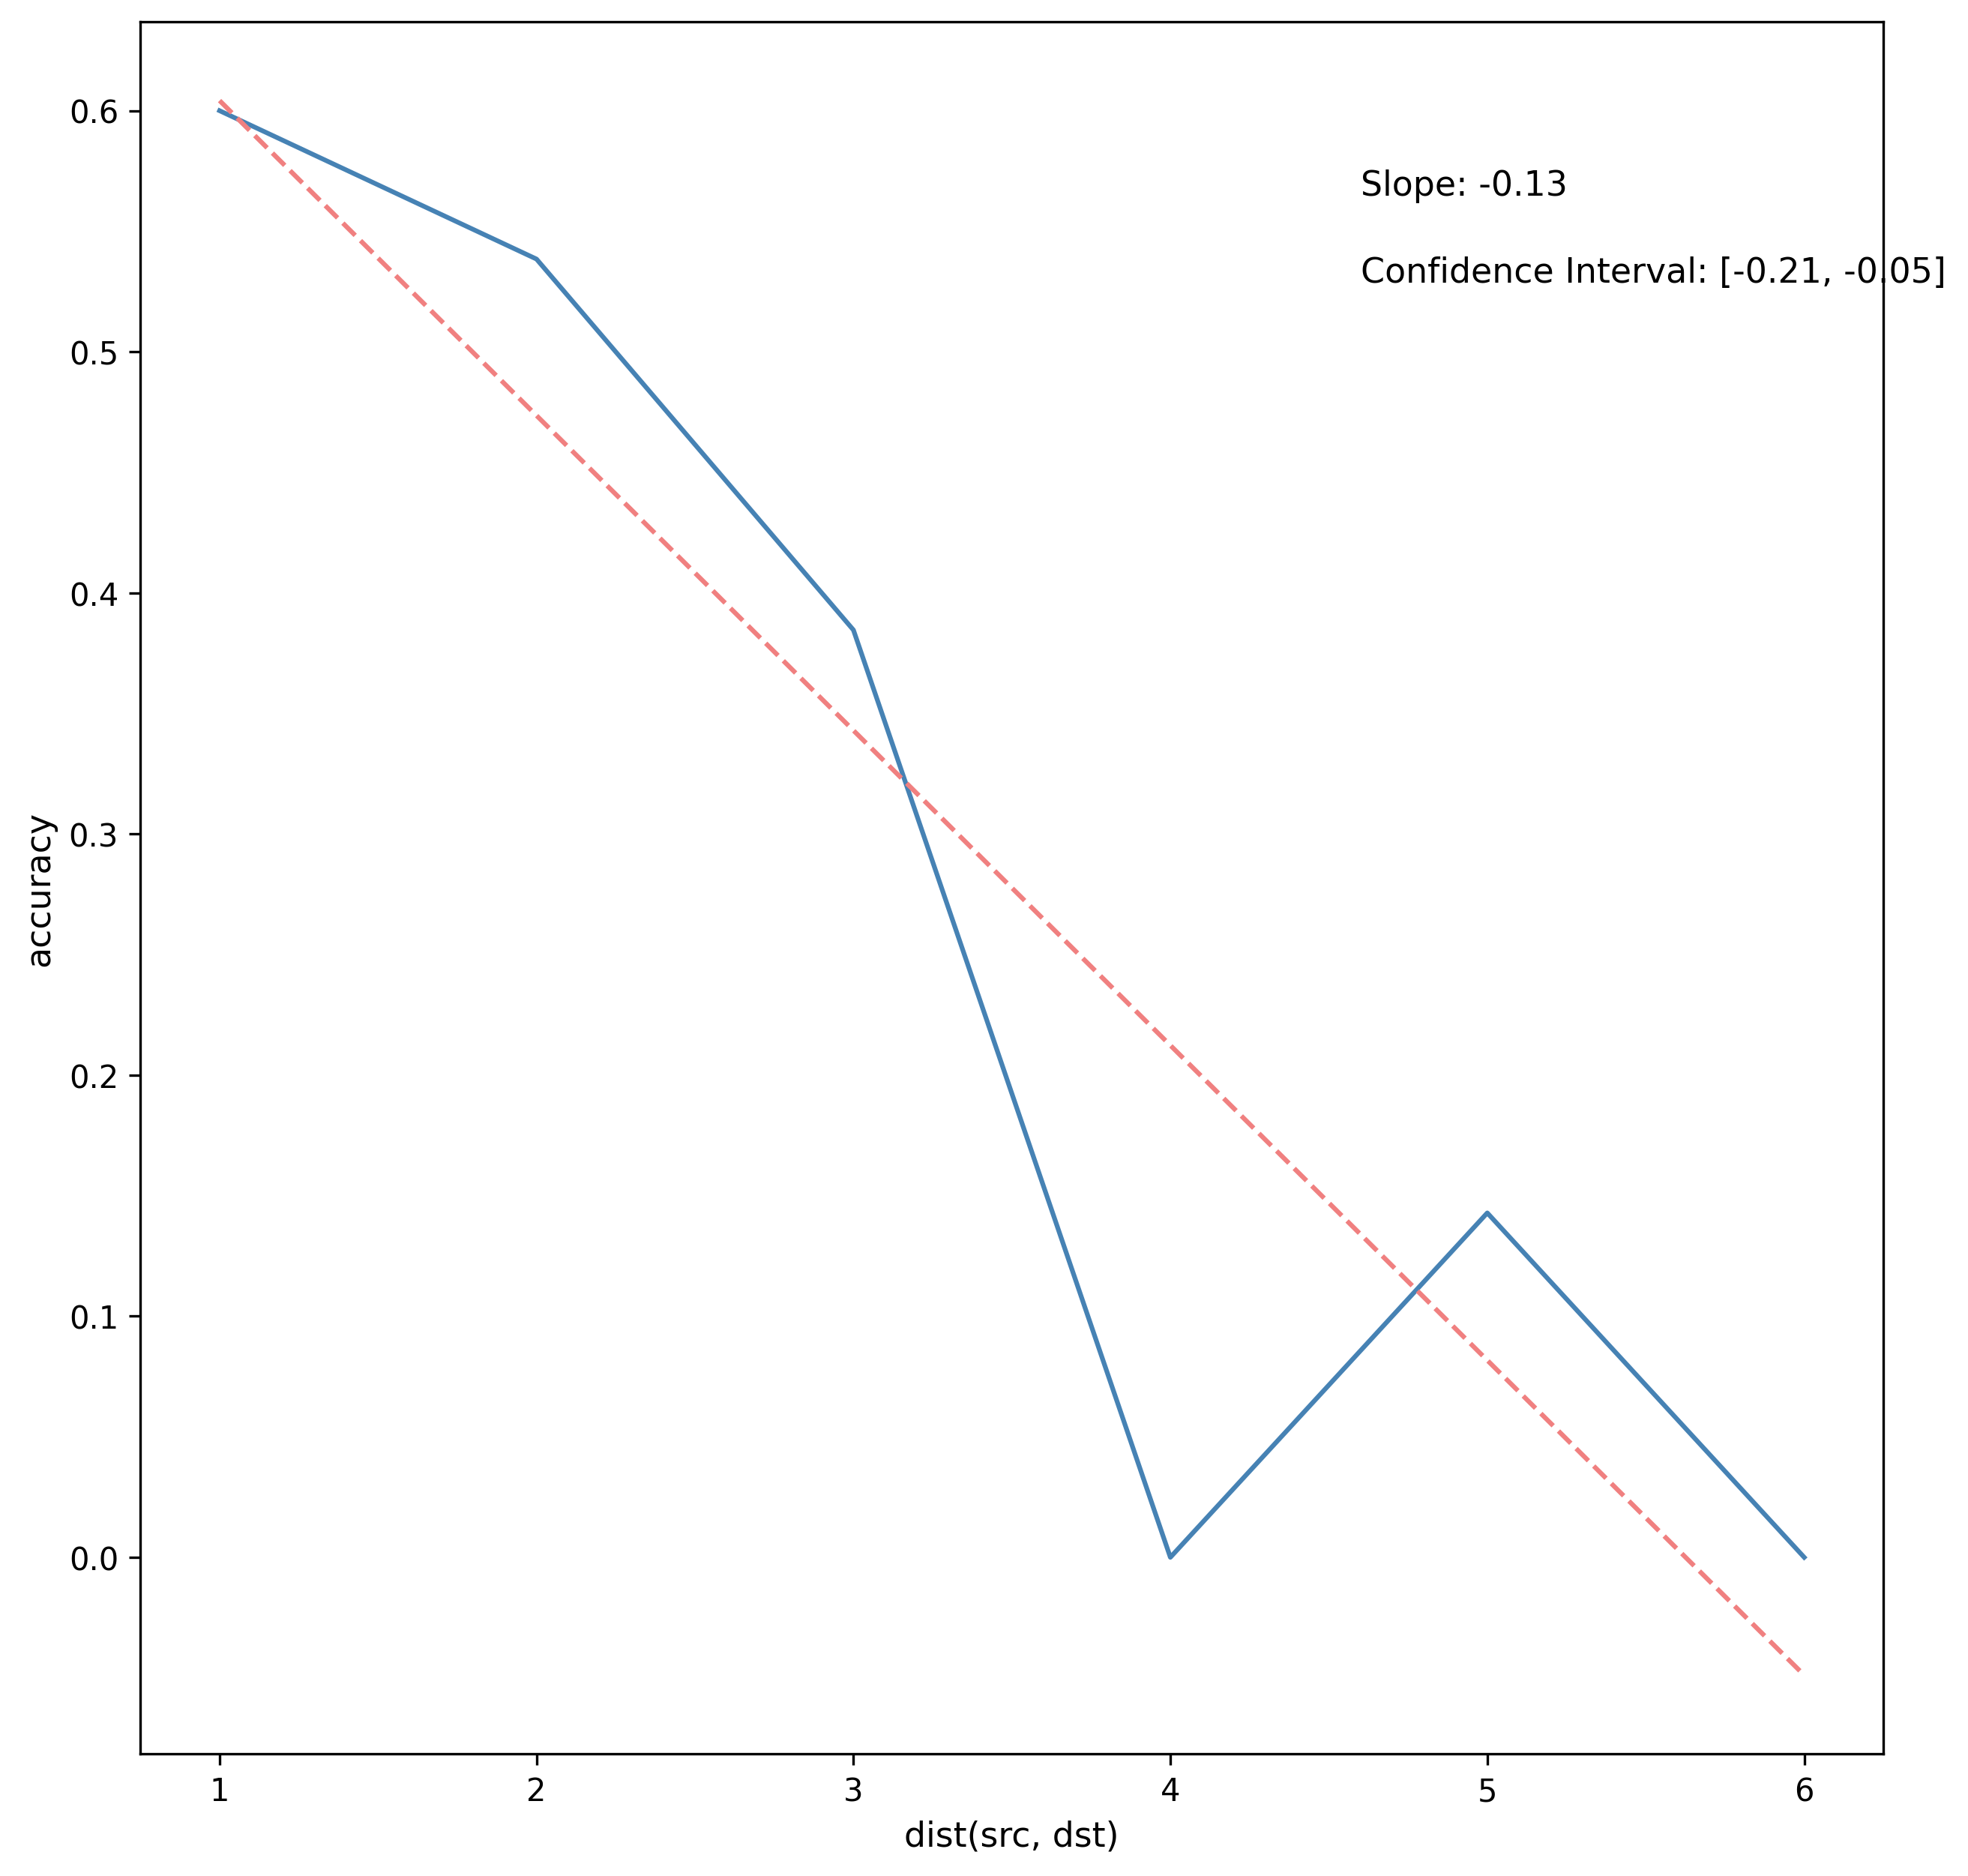 Slope: -0.13
Confidence Interval: [-0.21, -0.05]
accuracy
0.6
0.5
0.4
0.3
0.2
0.1
0.0
1 2 3 4 5 6
dist(src, dst)